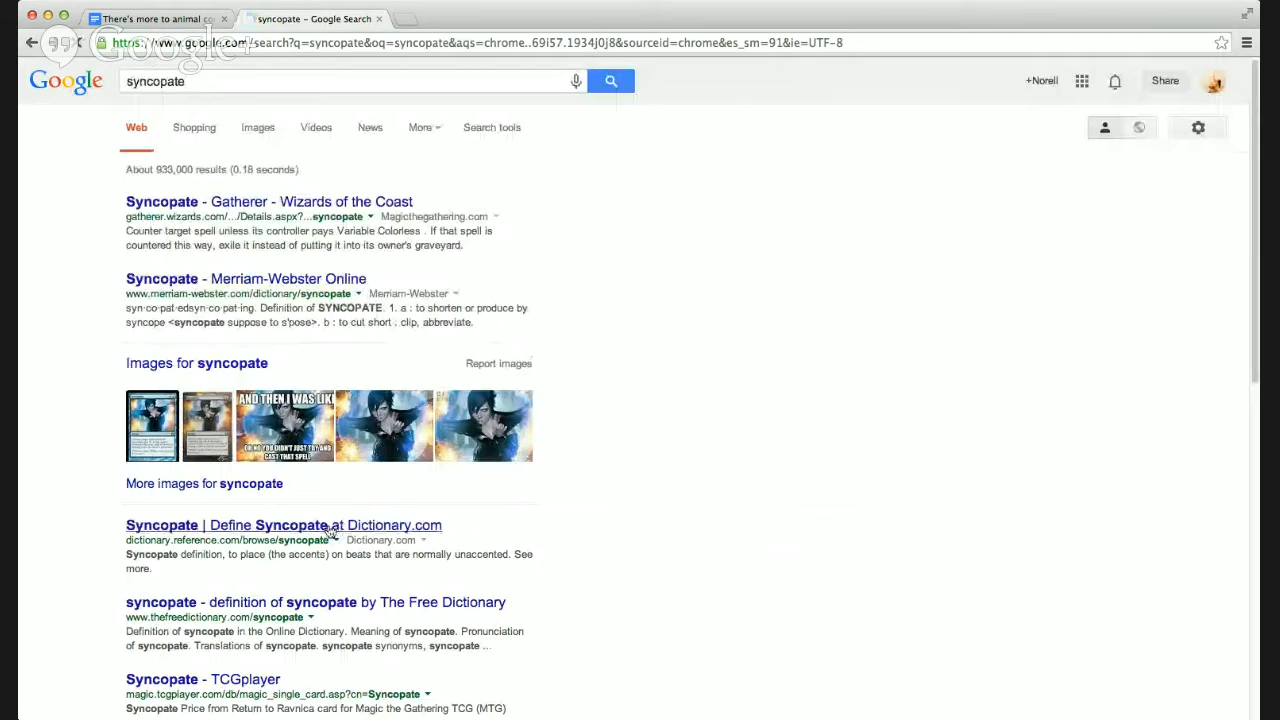 There's more to animal co
syncopate - Google Search
Google+
https://www.google.com/search?q=syncopate&oq=syncopate&aqs=chrome..69i57.1934j0j8&sourceid=chrome&es_sm=91&ie=UTF-8
Google
syncopate
+Norell
Share
Web Shopping Images Videos News More Search tools
About 933,000 results (0.18 seconds)
Syncopate - Gatherer - Wizards of the Coast
gatherer.wizards.com/.../Details.aspx?...syncopate Magicthegathering.com
Counter target spell unless its controller pays Variable Colorless . If that spell is
countered this way, exile it instead of putting it into its owner's graveyard.
Syncopate - Merriam-Webster Online
www.merriam-webster.com/dictionary/syncopate Merriam-Webster
syn·co·pat·edsyn·co·pat·ing. Definition of SYNCOPATE. 1. a : to shorten or produce by
syncope <syncopate suppose to s'pose>. b : to cut short : clip, abbreviate.
Images for syncopate
Report images
AND THEN I WAS LIKE
OH NO YOU DIDN'T JUST TRY AND
CAST THAT SPELL
More images for syncopate
Syncopate | Define Syncopate at Dictionary.com
dictionary.reference.com/browse/syncopate Dictionary.com
Syncopate definition, to place (the accents) on beats that are normally unaccented. See
more.
syncopate - definition of syncopate by The Free Dictionary
www.thefreedictionary.com/syncopate
Definition of syncopate in the Online Dictionary. Meaning of syncopate. Pronunciation
of syncopate. Translations of syncopate. syncopate synonyms, syncopate ...
Syncopate - TCGplayer
magic.tcgplayer.com/db/magic_single_card.asp?cn=Syncopate
Syncopate Price from Return to Ravnica card for Magic the Gathering TCG (MTG)